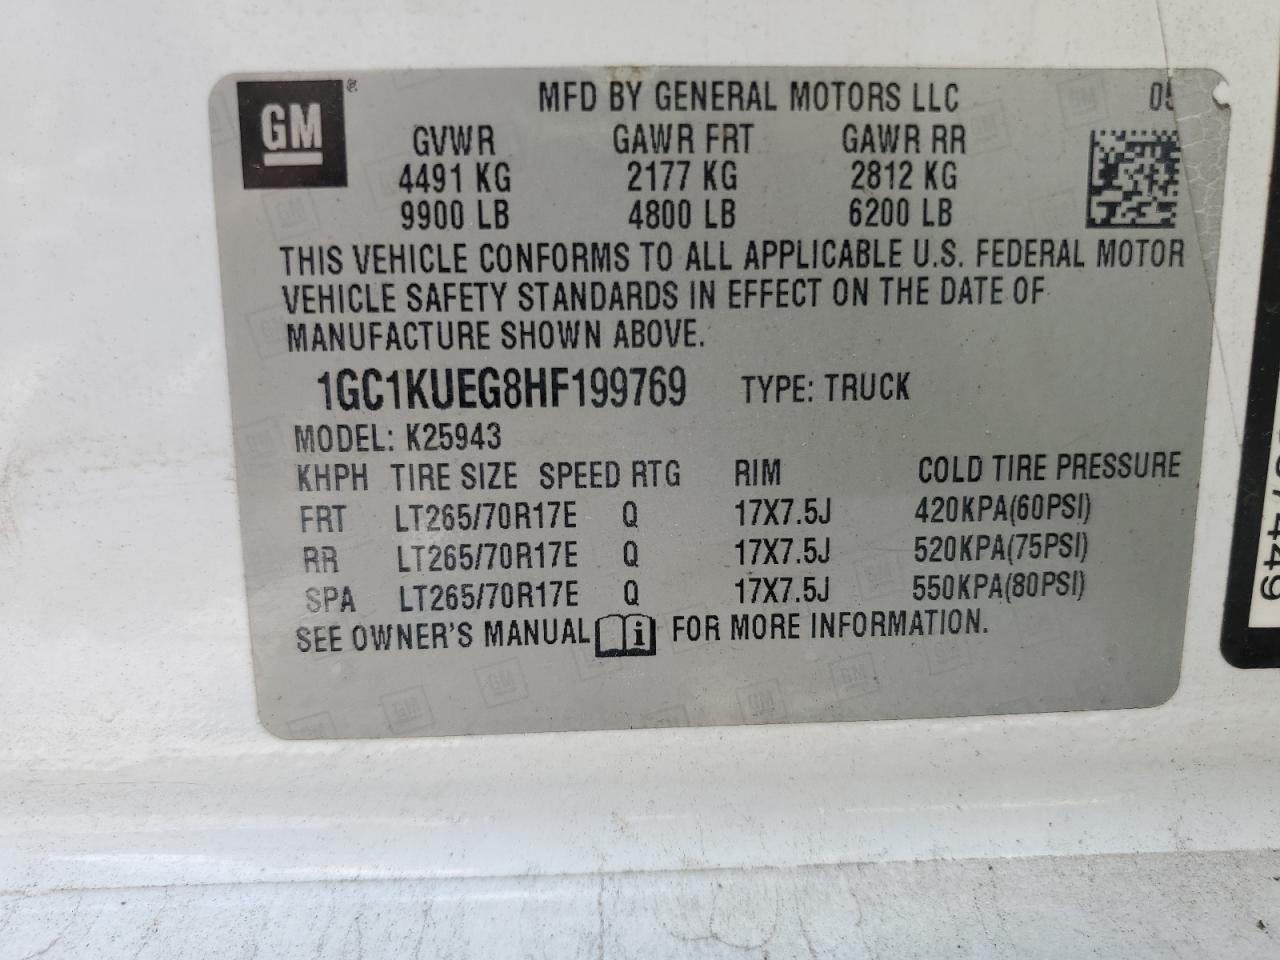 GM ® MFD BY GENERAL MOTORS LLC
GVWR GAWR FRT GAWR RR
4491 KG 2177 KG 2812 KG
9900 LB 4800 LB 6200 LB
THIS VEHICLE CONFORMS TO ALL APPLICABLE U.S. FEDERAL MOTOR
VEHICLE SAFETY STANDARDS IN EFFECT ON THE DATE OF
MANUFACTURE SHOWN ABOVE.
1GC1KUEG8HF199769 TYPE: TRUCK
MODEL: K25943
KHPH TIRE SIZE SPEED RTG RIM COLD TIRE PRESSURE
FRT LT265/70R17E Q 17X7.5J 420KPA(60PSI)
RR LT265/70R17E Q 17X7.5J 520KPA(75PSI)
SPA LT265/70R17E Q 17X7.5J 550KPA(80PSI)
SEE OWNER'S MANUAL i FOR MORE INFORMATION.